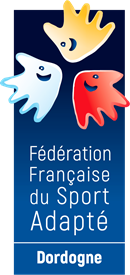 Fédération
Française
du Sport
Adapté
Dordogne